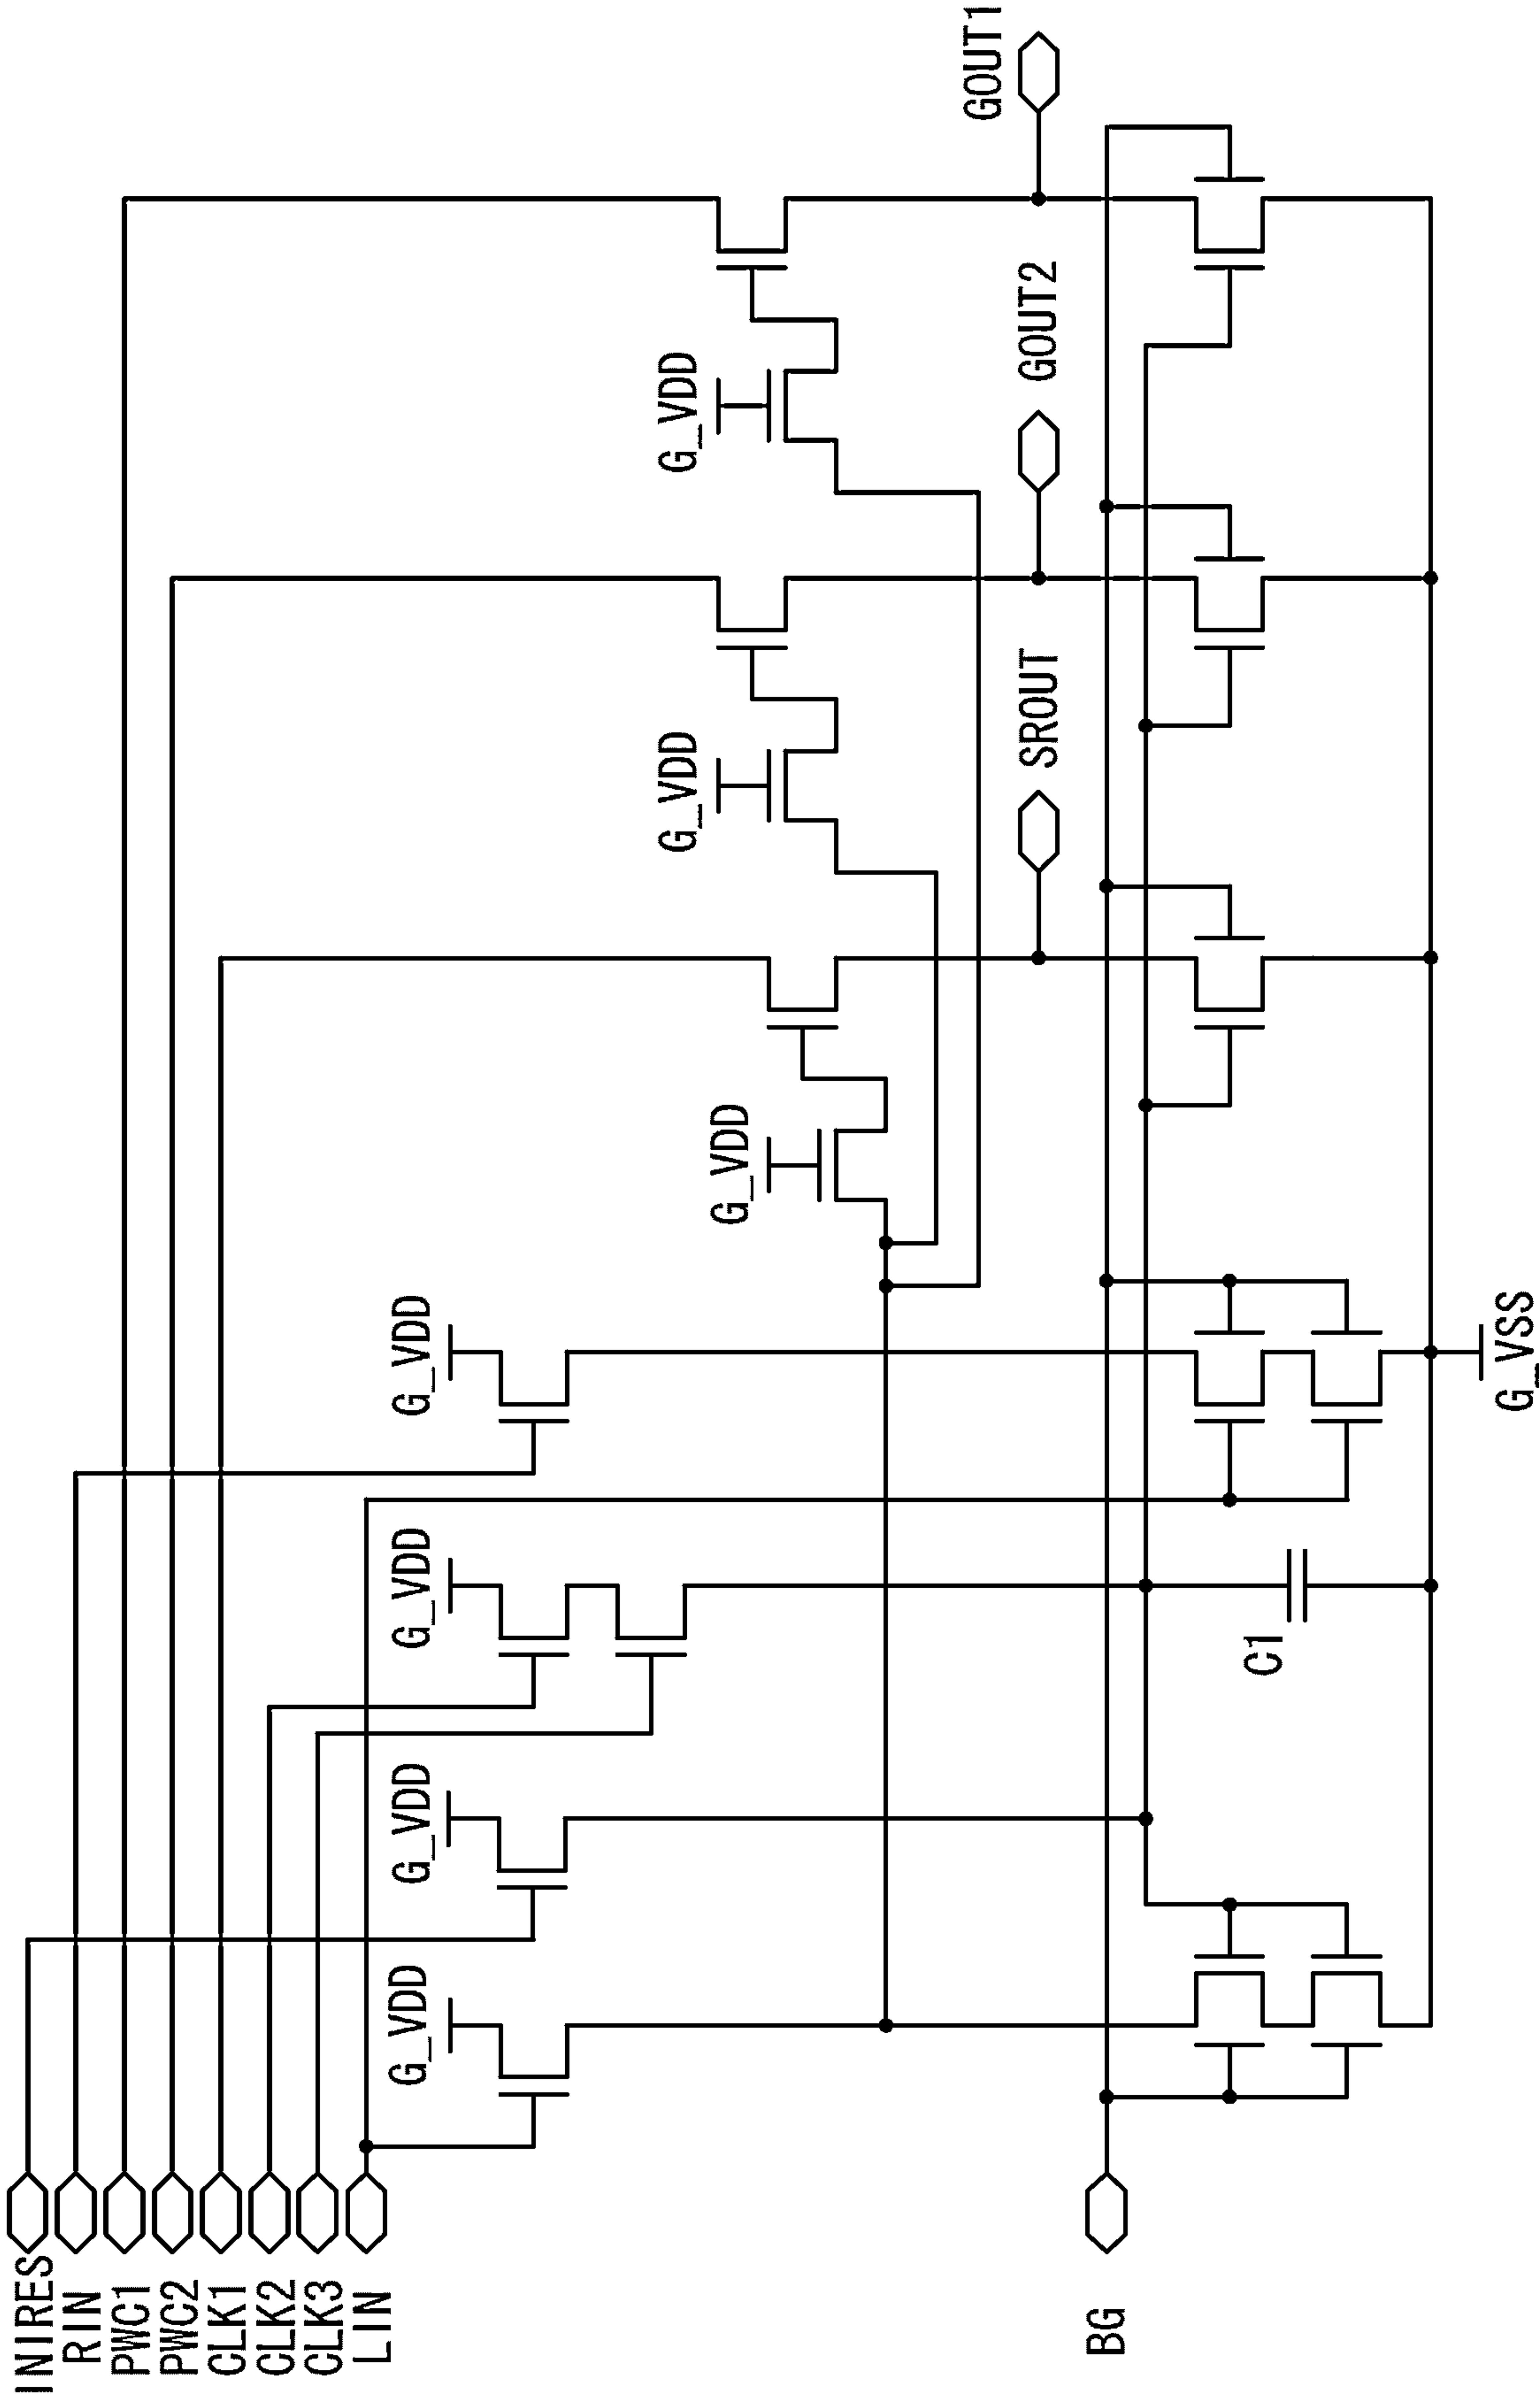 INIRES
RIN
PWC1
PWC2
CLK1
CLK2
CLK3
LIN
BG
G_VDD
G_VDD
G_VDD
G_VDD
G_VDD
G_VDD
G_VDD
C1
G_VSS
SROUT
GOUT2
GOUT1